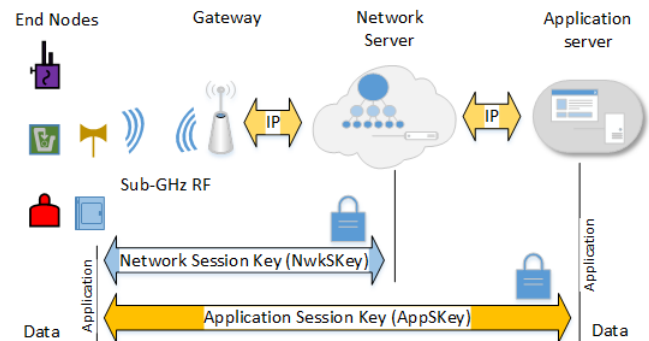 End Nodes
Gateway
Network
Server
Application
server
IP
IP
Sub-GHz RF
Network Session Key (NwkSKey)
Application
Application
Application Session Key (AppSKey)
Data
Data